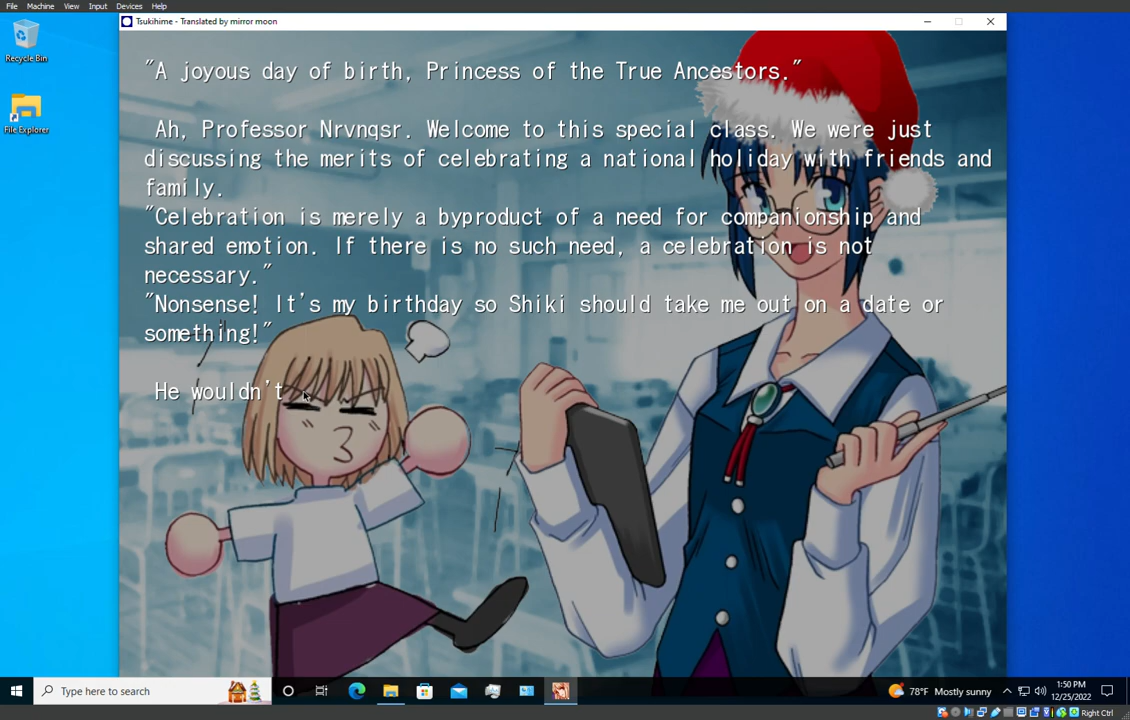 File Machine View Input Devices Help
Tsukihime - Translated by mirror moon
Recycle Bin
File Explorer
"A joyous day of birth, Princess of the True Ancestors."
Ah, Professor Nrvnqsr. Welcome to this special class. We were just
discussing the merits of celebrating a national holiday with friends and
family.
"Celebration is merely a byproduct of a need for companionship and
shared emotion. If there is no such need, a celebration is not
necessary."
"Nonsense! It's my birthday so Shiki should take me out on a date or
something!"
He wouldn't
Type here to search
78°F Mostly sunny
1:50 PM
12/25/2022
Right Ctrl